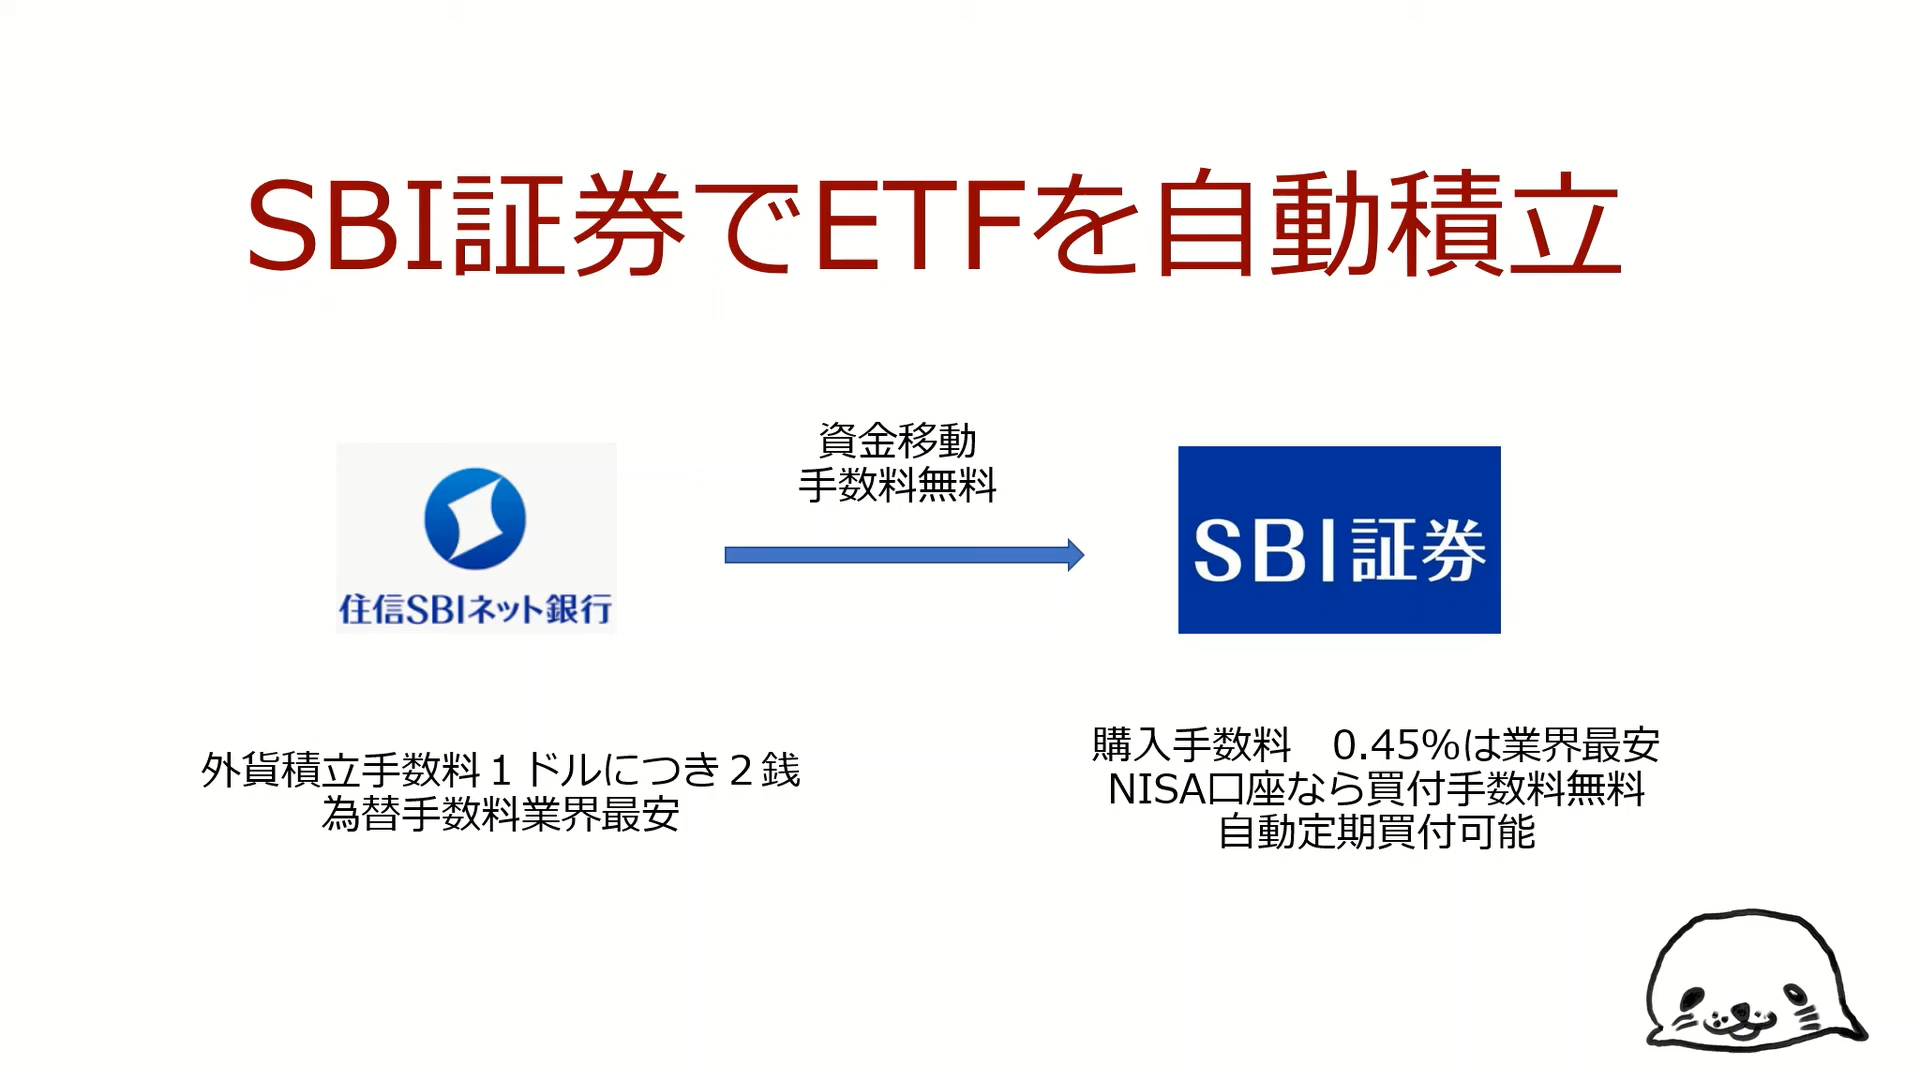 SBI証券でETFを自動積立
資金移動
手数料無料
住信SBIネット銀行
SBI証券
外貨積立手数料１ドルにつき２銭
為替手数料業界最安
購入手数料　0.45%は業界最安
NISA口座なら買付手数料無料
自動定期買付可能